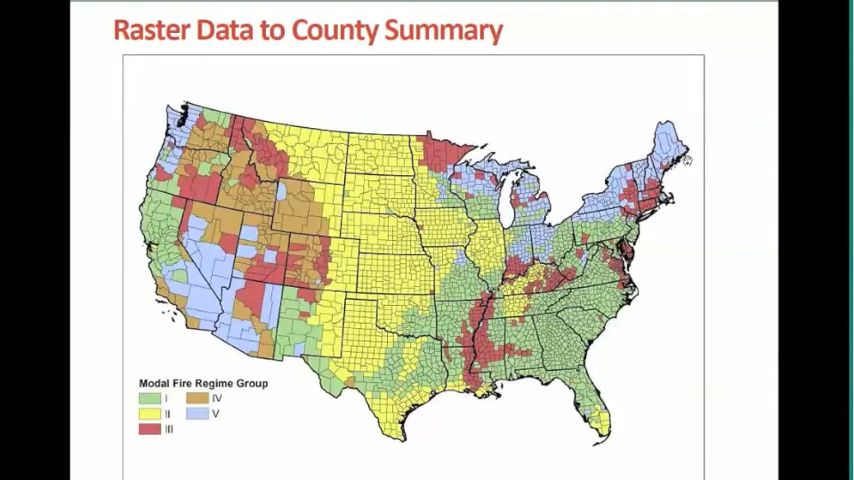 Raster Data to County Summary
Modal Fire Regime Group
I
IV
II
V
III